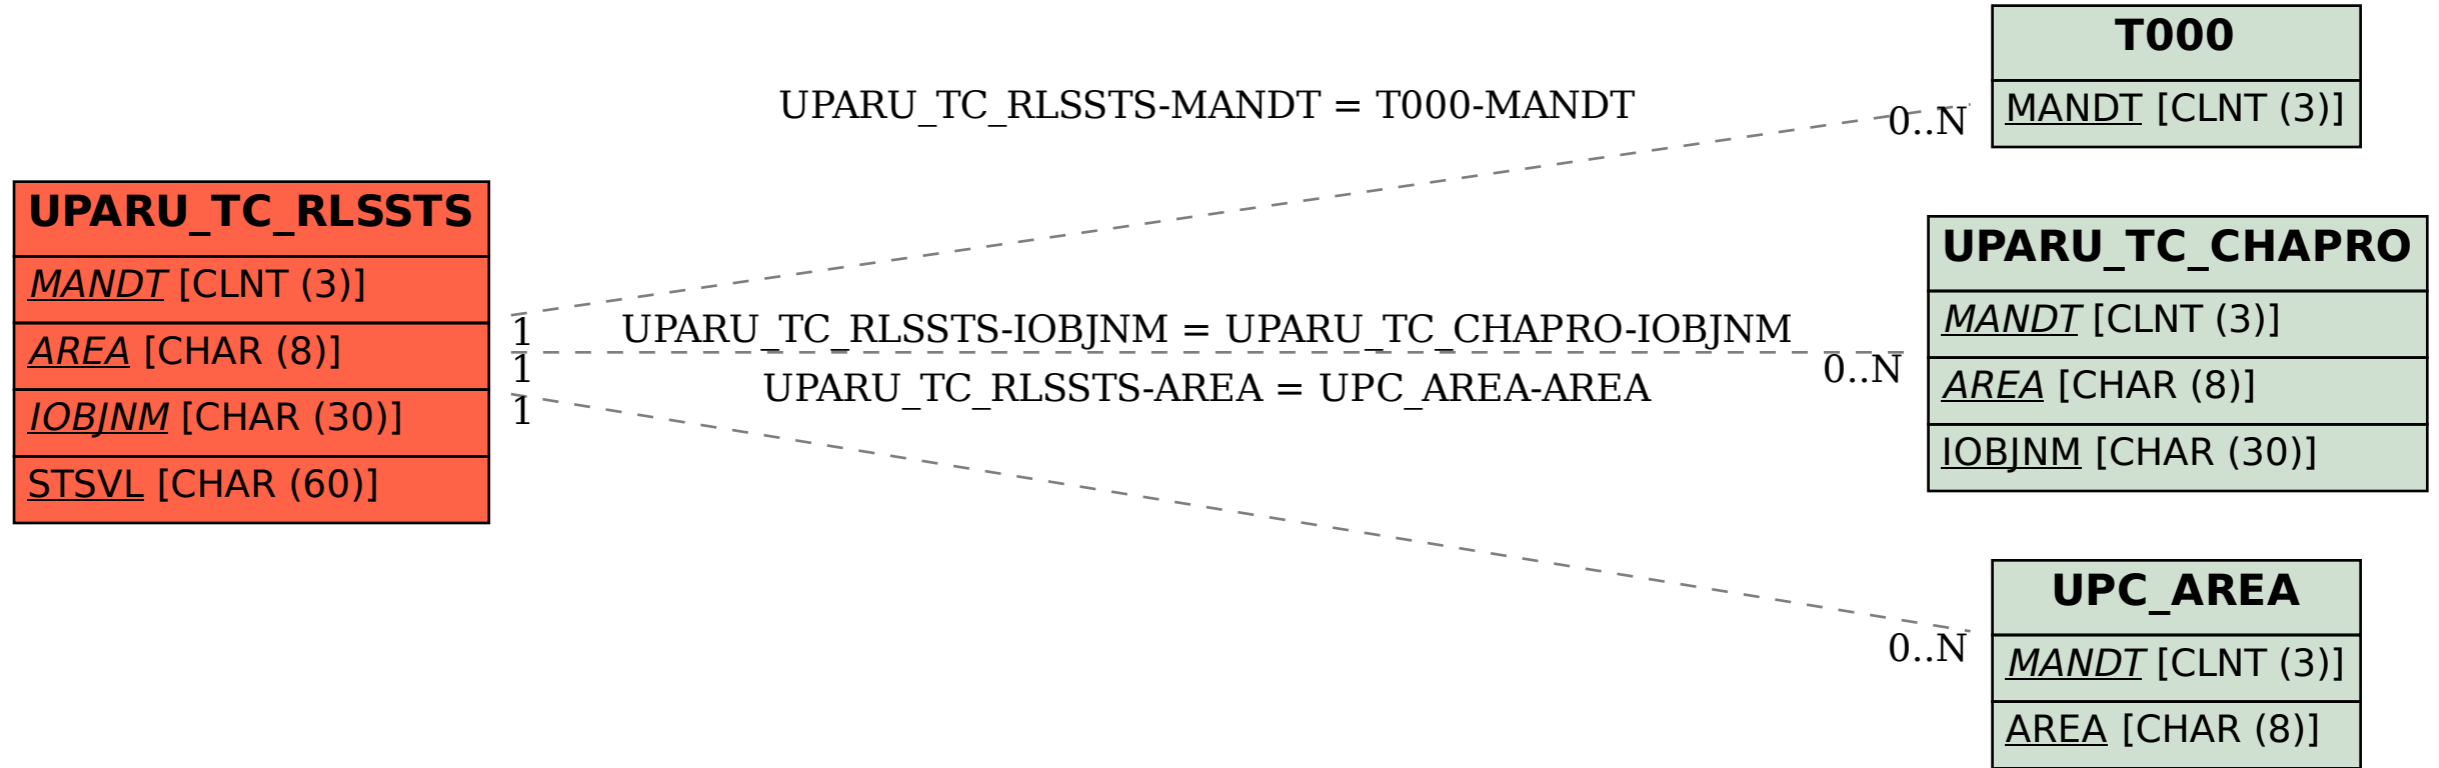 UPARU_TC_RLSSTS
MANDT [CLNT (3)]
AREA [CHAR (8)]
IOBJNM [CHAR (30)]
STSVL [CHAR (60)]
UPARU_TC_RLSSTS-MANDT = T000-MANDT
1
0..N
UPARU_TC_RLSSTS-IOBJNM = UPARU_TC_CHAPRO-IOBJNM
1
0..N
UPARU_TC_RLSSTS-AREA = UPC_AREA-AREA
1
0..N
T000
MANDT [CLNT (3)]
UPARU_TC_CHAPRO
MANDT [CLNT (3)]
AREA [CHAR (8)]
IOBJNM [CHAR (30)]
UPC_AREA
MANDT [CLNT (3)]
AREA [CHAR (8)]